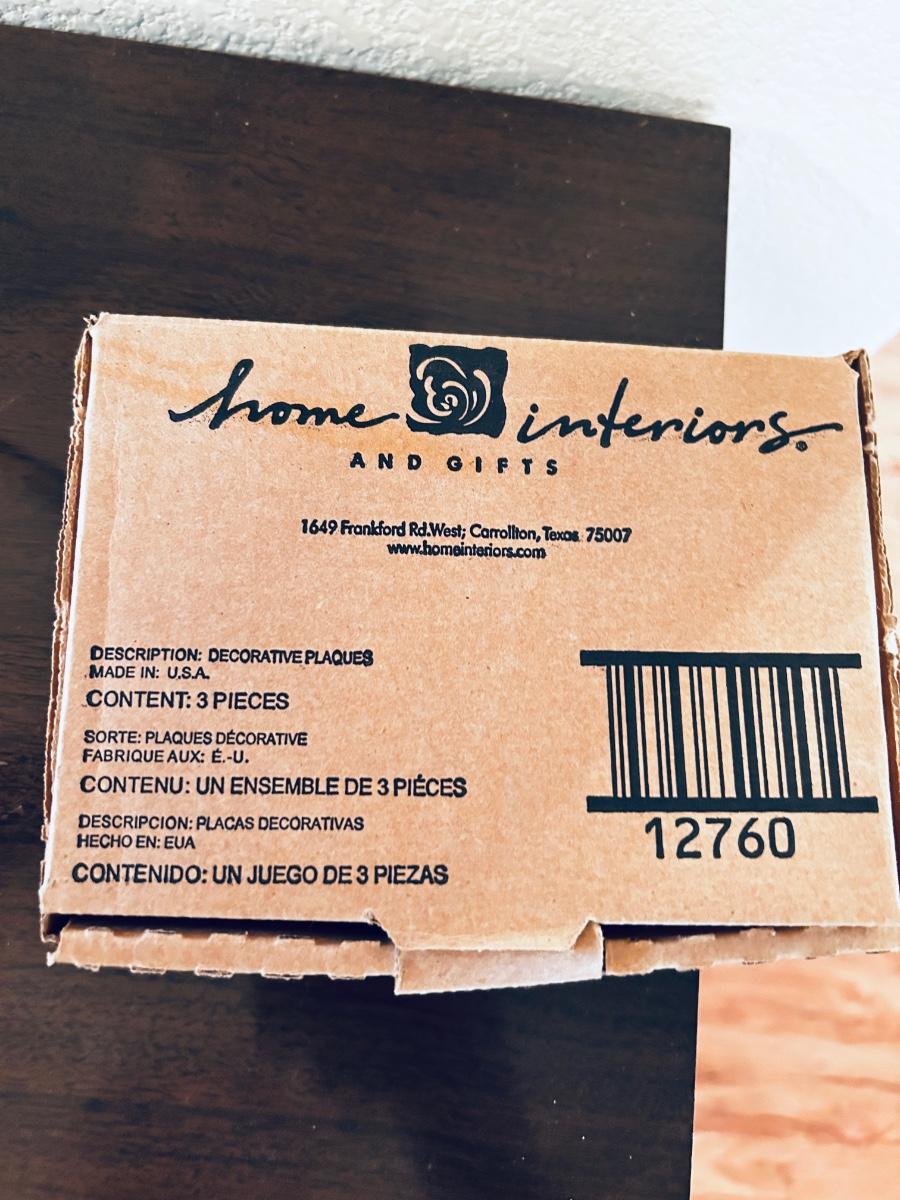 home interiors®
AND GIFTS
1649 Frankford Rd.West; Carrollton, Texas 75007
www.homeinteriors.com
DESCRIPTION: DECORATIVE PLAQUES
MADE IN: U.S.A.
CONTENT: 3 PIECES
SORTE: PLAQUES DÉCORATIVE
FABRIQUE AUX: É.-U.
CONTENU: UN ENSEMBLE DE 3 PIÉCES
DESCRIPCION: PLACAS DECORATIVAS
HECHO EN: EUA
CONTENIDO: UN JUEGO DE 3 PIEZAS
12760